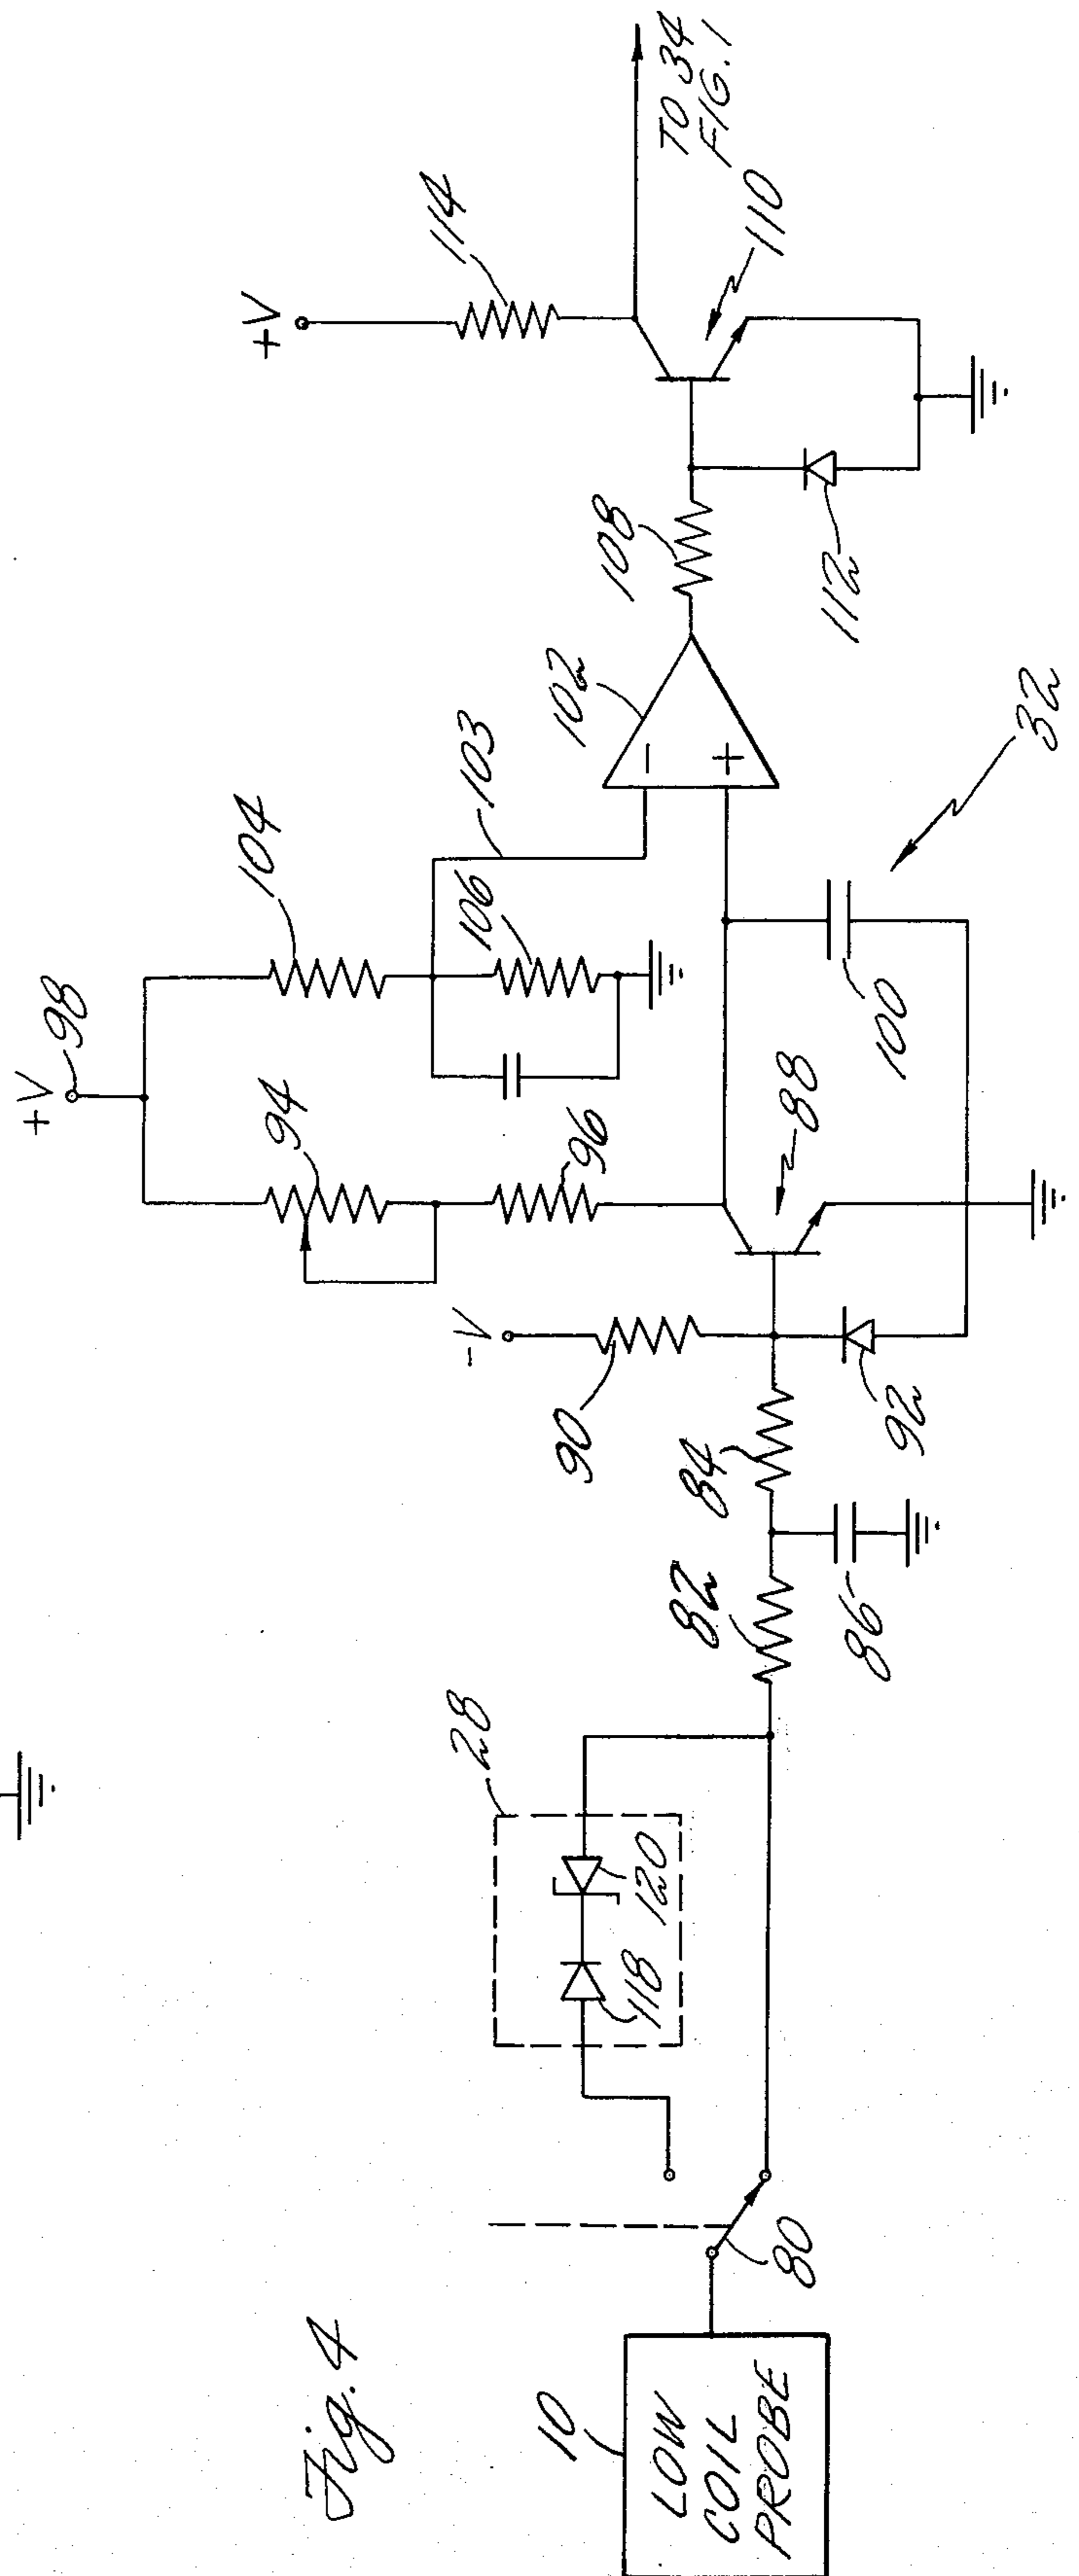 Fig. 4
10
LOW
COIL
PROBE
80
28
118
120
82
86
84
90
-V
92
94
96
+V
98
88
104
106
103
100
32
102
-
+
108
112
+V
114
110
TO 34
FIG. 1